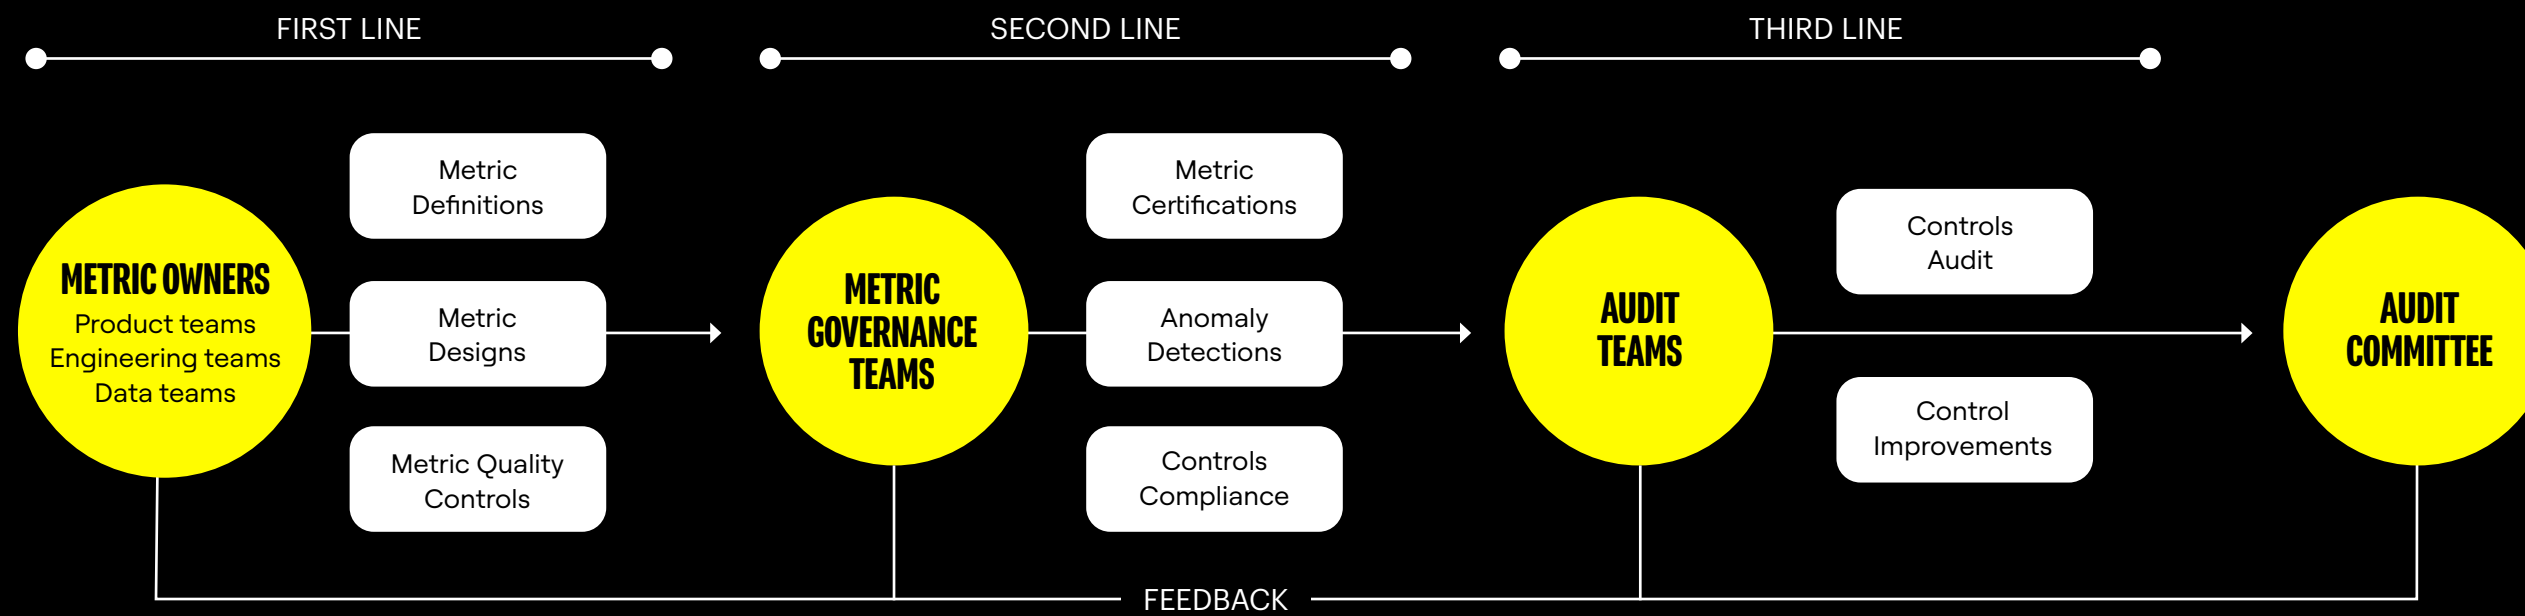 FIRST LINE
SECOND LINE
THIRD LINE
METRIC OWNERS
Product teams
Engineering teams
Data teams
Metric
Definitions
Metric
Designs
Metric Quality
Controls
METRIC
GOVERNANCE
TEAMS
Metric
Certifications
Anomaly
Detections
Controls
Compliance
AUDIT
TEAMS
Controls
Audit
Control
Improvements
AUDIT
COMMITTEE
FEEDBACK